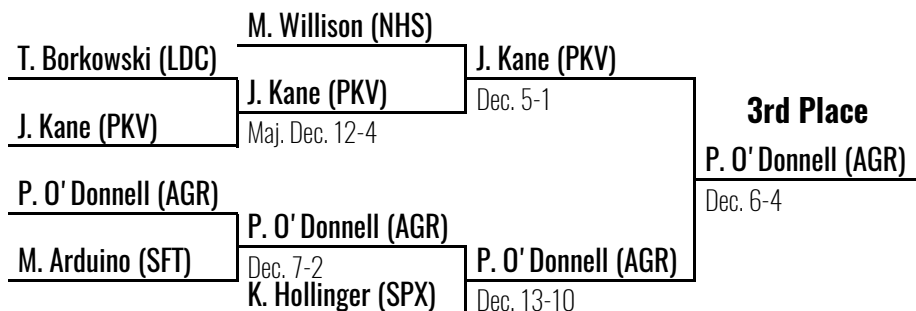 M. Willison (NHS)
T. Borkowski (LDC)
J. Kane (PKV)
J. Kane (PKV)
Dec. 5-1
J. Kane (PKV)
Maj. Dec. 12-4
3rd Place
P. O'Donnell (AGR)
Dec. 6-4
P. O'Donnell (AGR)
P. O'Donnell (AGR)
M. Arduino (SFT)
Dec. 7-2
P. O'Donnell (AGR)
K. Hollinger (SPX)
Dec. 13-10